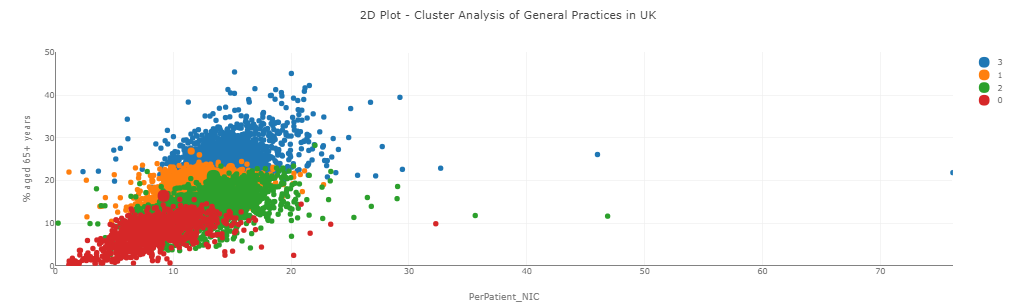 2D Plot - Cluster Analysis of General Practices in UK
50
40
30
20
10
0
% aged 65+ years
0 10 20 30 40 50 60 70
PerPatient_NIC
3
1
2
0